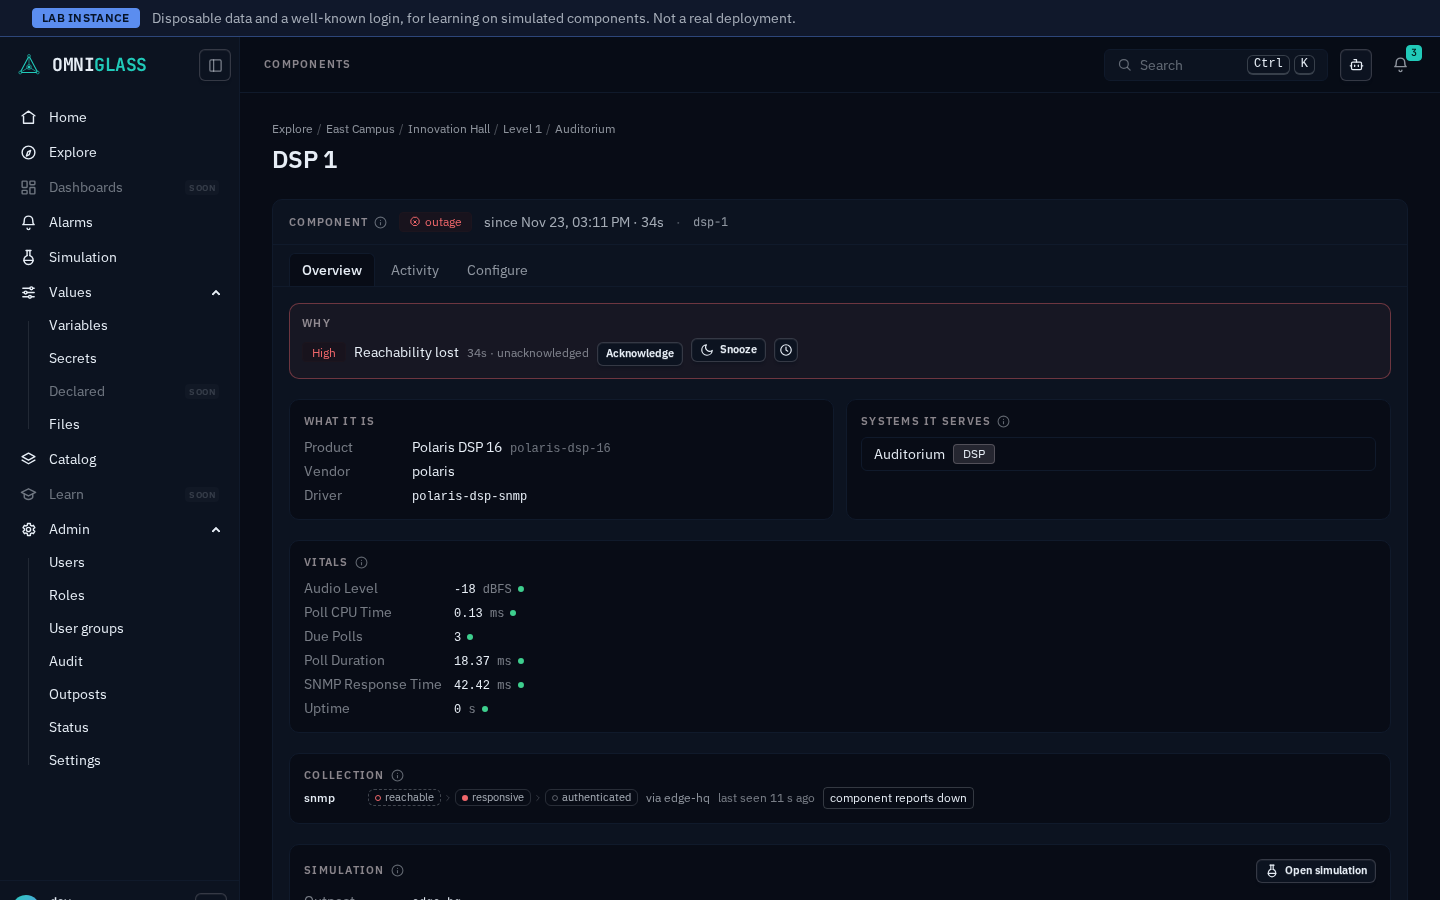 LAB INSTANCE Disposable data and a well-known login, for learning on simulated components. Not a real deployment.
OMNIGLASS
COMPONENTS
Search Ctrl K
3
Home
Explore
Dashboards SOON
Alarms
Simulation
Values
Variables
Secrets
Declared SOON
Files
Catalog
Learn SOON
Admin
Users
Roles
User groups
Audit
Outposts
Status
Settings
Explore / East Campus / Innovation Hall / Level 1 / Auditorium
DSP 1
COMPONENT outage since Nov 23, 03:11 PM · 34s · dsp-1
Overview Activity Configure
WHY
High Reachability lost 34s · unacknowledged Acknowledge Snooze
WHAT IT IS
Product Polaris DSP 16 polaris-dsp-16
Vendor polaris
Driver polaris-dsp-snmp
SYSTEMS IT SERVES
Auditorium DSP
VITALS
Audio Level -18 dBFS
Poll CPU Time 0.13 ms
Due Polls 3
Poll Duration 18.37 ms
SNMP Response Time 42.42 ms
Uptime 0 s
COLLECTION
snmp reachable › responsive › authenticated via edge-hq last seen 11 s ago component reports down
SIMULATION Open simulation